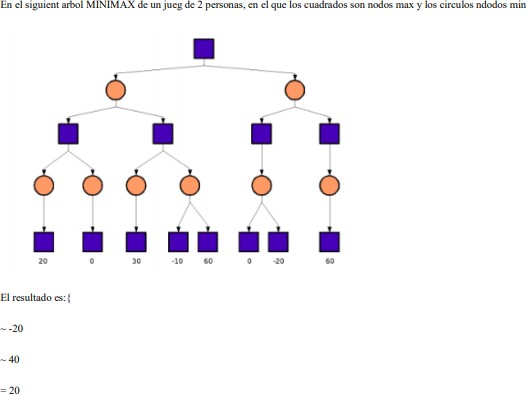 En el siguient arbol MINIMAX de un jueg de 2 personas, en el que los cuadrados son nodos max y los circulos ndodos min
20 0 30 -10 60 0 -20 60
El resultado es:{
~ -20
~ 40
= 20